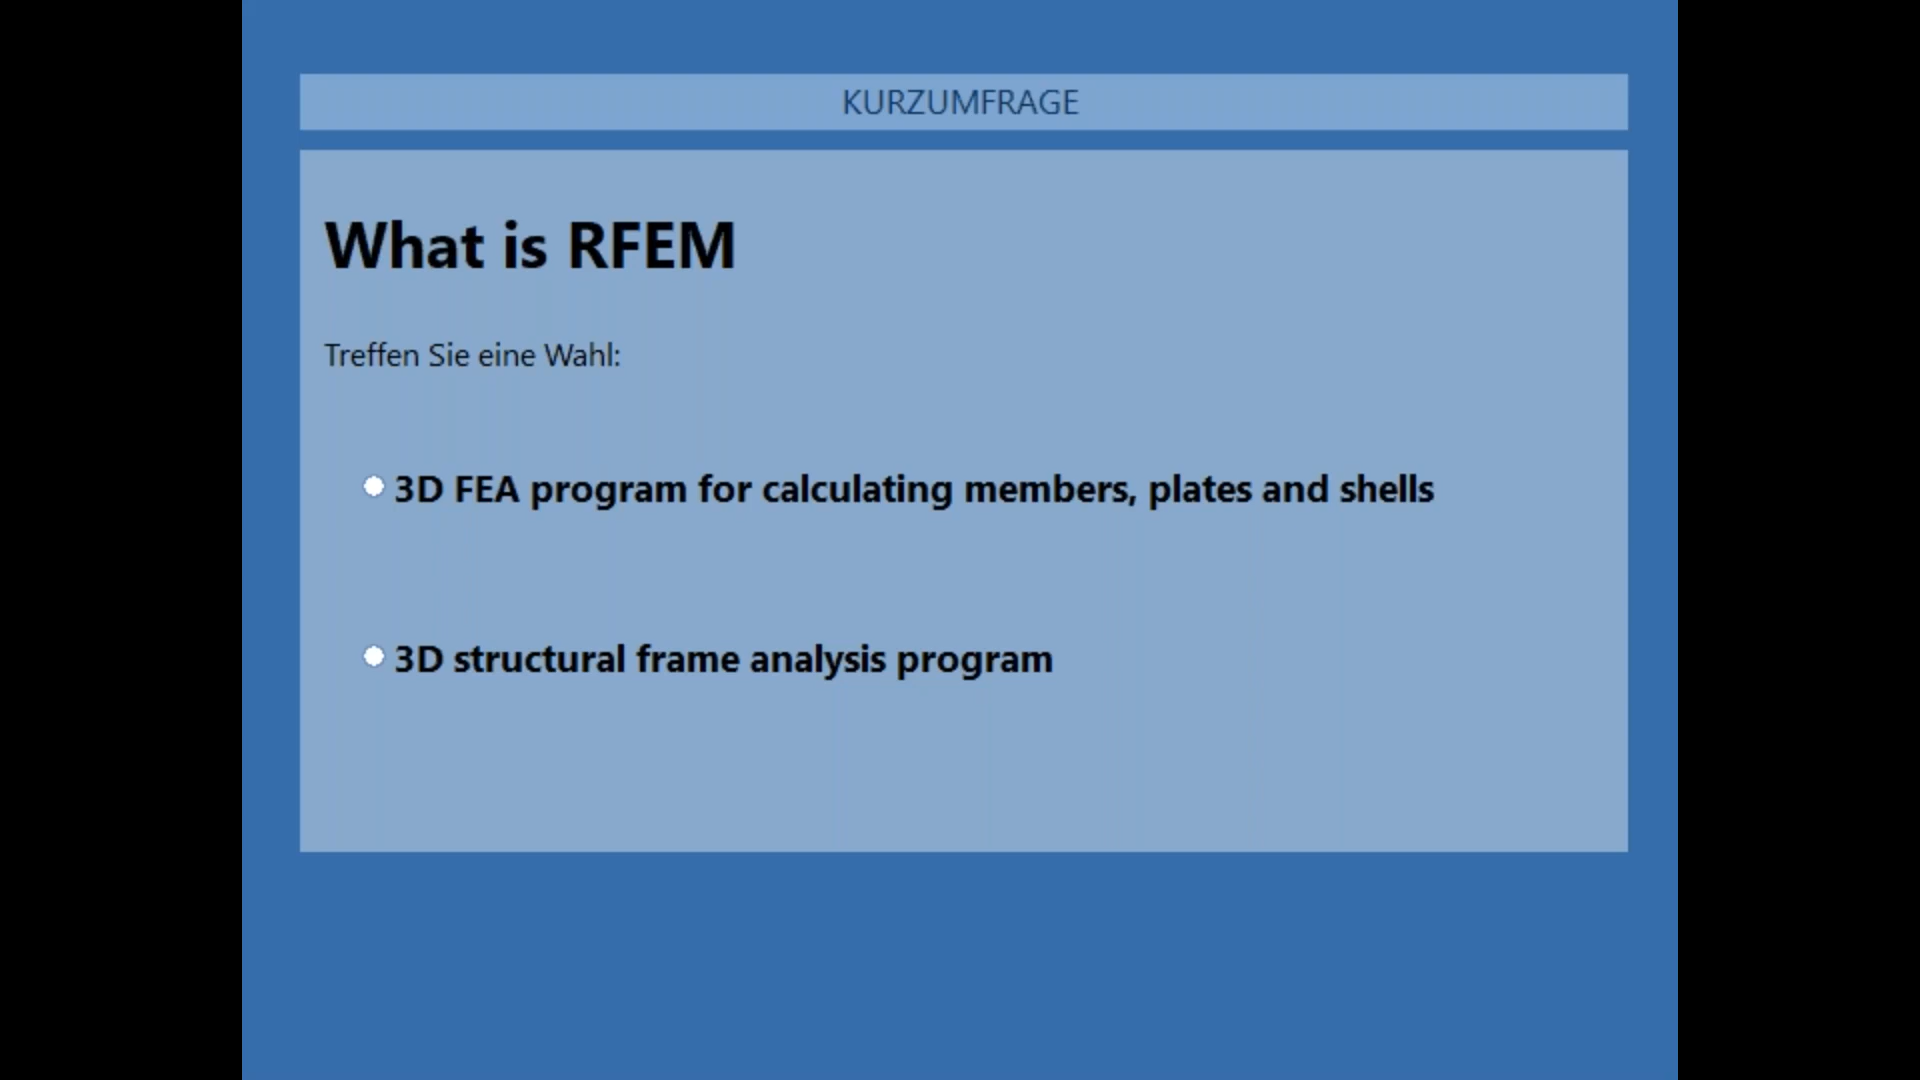 KURZUMFRAGE
What is RFEM
Treffen Sie eine Wahl:
3D FEA program for calculating members, plates and shells
3D structural frame analysis program